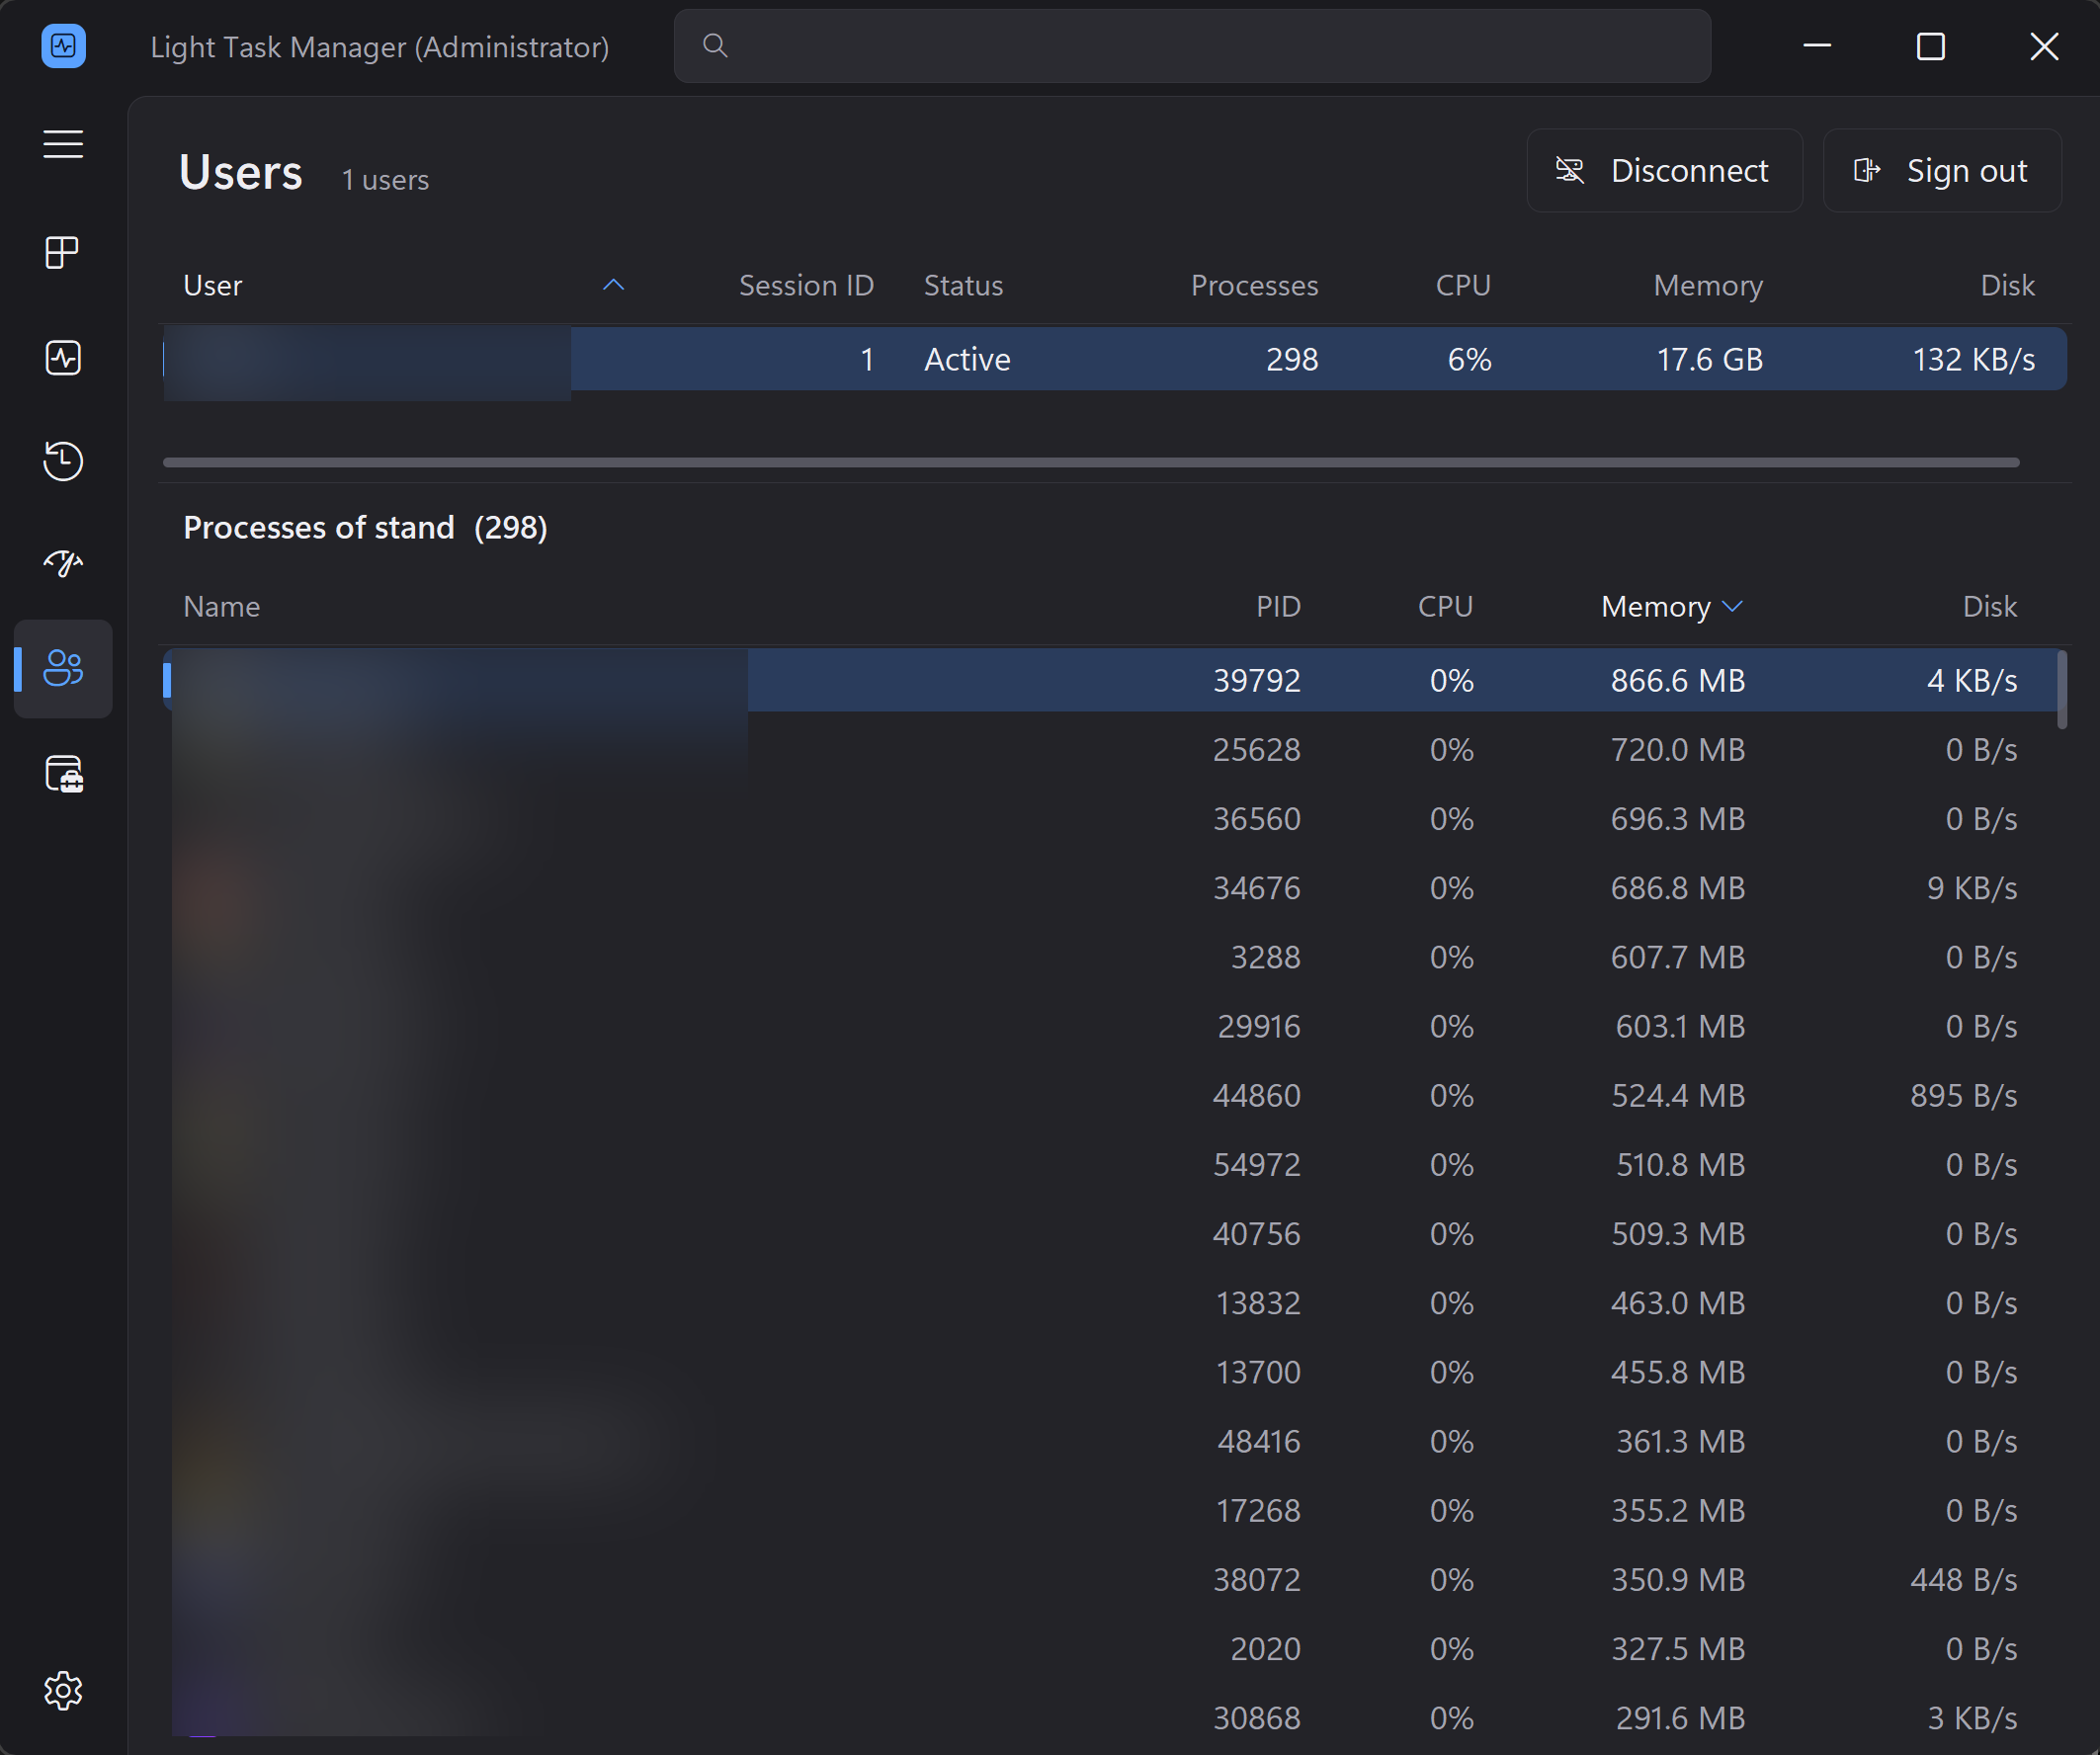 Light Task Manager (Administrator)
Users 1 users Disconnect Sign out
User Session ID Status Processes CPU Memory Disk
1 Active 298 6% 17.6 GB 132 KB/s
Processes of stand (298)
Name PID CPU Memory Disk
39792 0% 866.6 MB 4 KB/s
25628 0% 720.0 MB 0 B/s
36560 0% 696.3 MB 0 B/s
34676 0% 686.8 MB 9 KB/s
3288 0% 607.7 MB 0 B/s
29916 0% 603.1 MB 0 B/s
44860 0% 524.4 MB 895 B/s
54972 0% 510.8 MB 0 B/s
40756 0% 509.3 MB 0 B/s
13832 0% 463.0 MB 0 B/s
13700 0% 455.8 MB 0 B/s
48416 0% 361.3 MB 0 B/s
17268 0% 355.2 MB 0 B/s
38072 0% 350.9 MB 448 B/s
2020 0% 327.5 MB 0 B/s
30868 0% 291.6 MB 3 KB/s